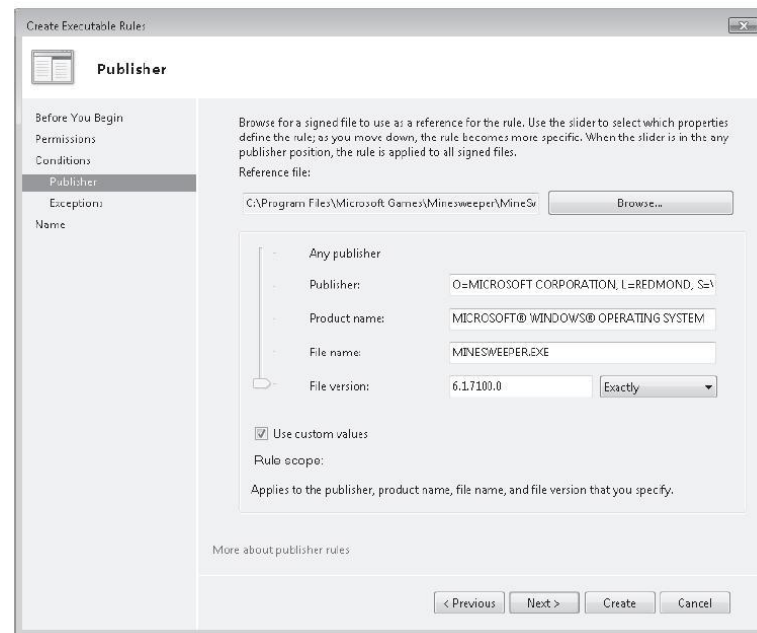 Create Executable Rules
Publisher
Before You Begin
Permissions
Conditions
Publisher
Exceptions
Name
Browse for a signed file to use as a reference for the rule. Use the slider to select which properties
define the rule; as you move down, the rule becomes more specific. When the slider is in the any
publisher position, the rule is applied to all signed files.
Reference file:
C:\Program Files\Microsoft Games\Minesweeper\MineSw
Browse...
Any publisher
Publisher:
O=MICROSOFT CORPORATION, L=REDMOND, S=\
Product name:
MICROSOFT® WINDOWS® OPERATING SYSTEM
File name:
MINESWEEPER.EXE
File version:
6.1.7100.0
Exactly
Use custom values
Rule scope:
Applies to the publisher, product name, file name, and file version that you specify.
More about publisher rules
< Previous
Next >
Create
Cancel